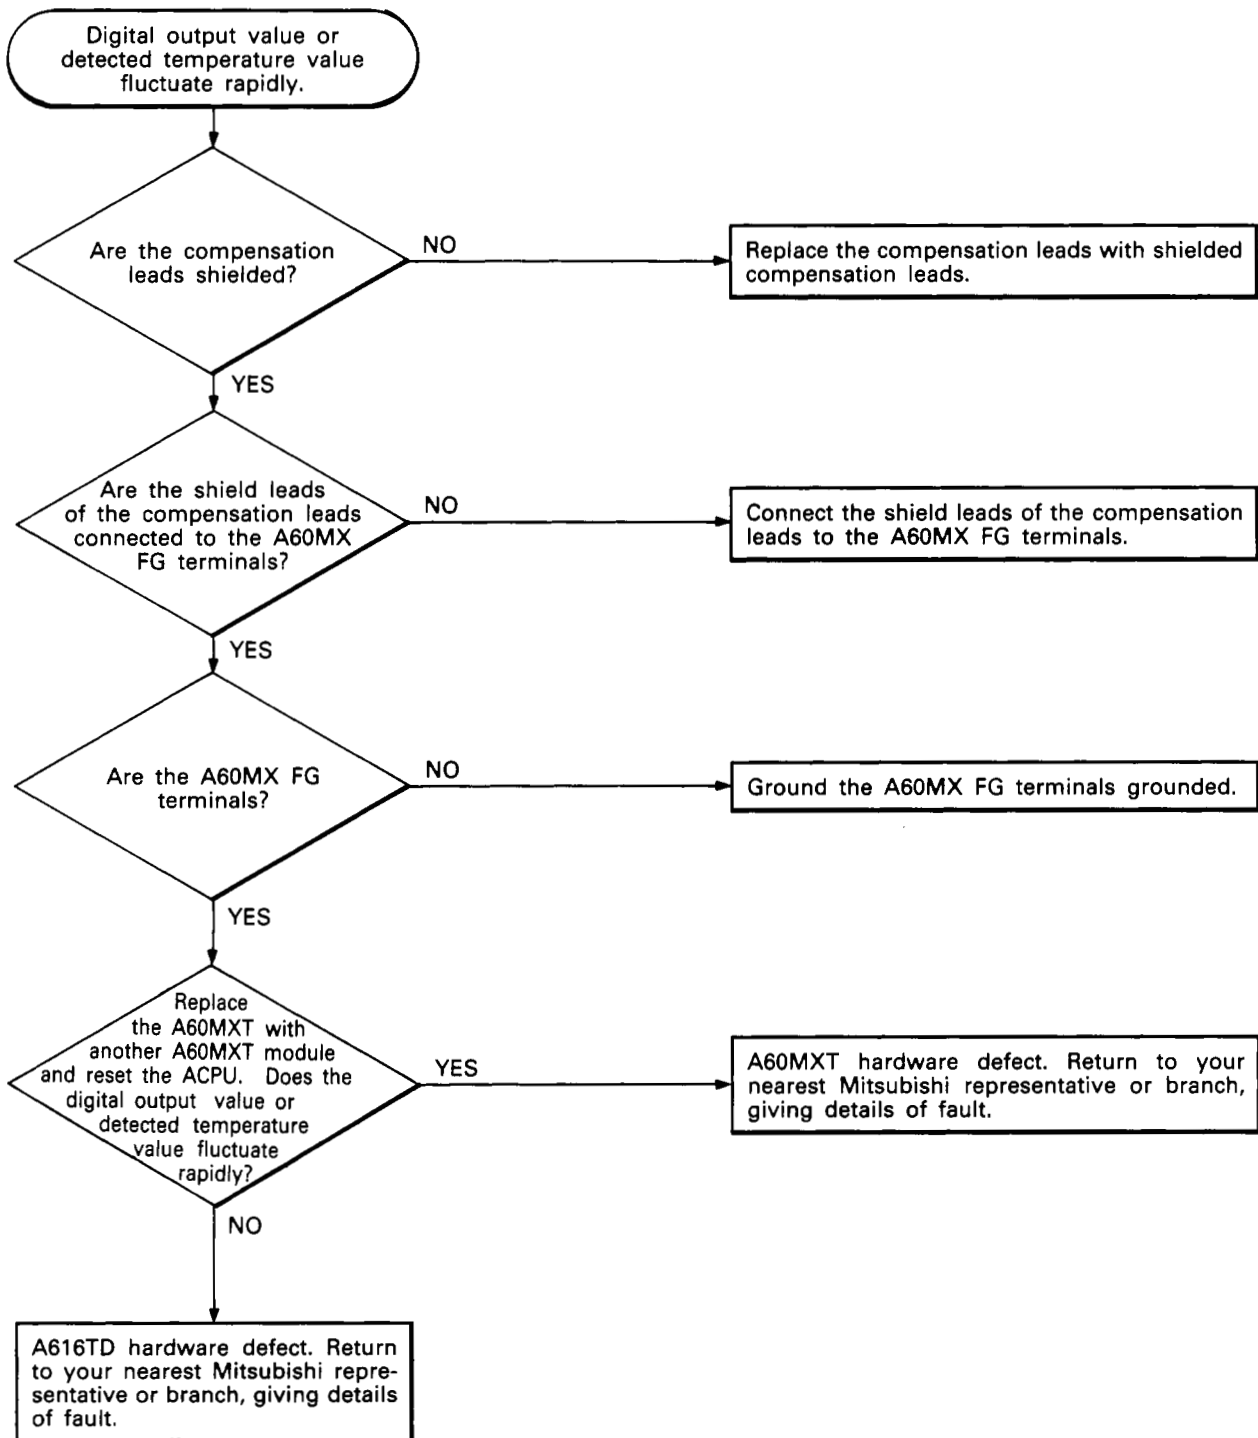 Digital output value or
detected temperature value
fluctuate rapidly.
Are the compensation
leads shielded?
NO
Replace the compensation leads with shielded
compensation leads.
YES
Are the shield leads
of the compensation leads
connected to the A60MX
FG terminals?
NO
Connect the shield leads of the compensation
leads to the A60MX FG terminals.
YES
Are the A60MX FG
terminals?
NO
Ground the A60MX FG terminals grounded.
YES
Replace
the A60MXT with
another A60MXT module
and reset the ACPU. Does the
digital output value or
detected temperature
value fluctuate
rapidly?
YES
A60MXT hardware defect. Return to your
nearest Mitsubishi representative or branch,
giving details of fault.
NO
A616TD hardware defect. Return
to your nearest Mitsubishi repre-
sentative or branch, giving details
of fault.